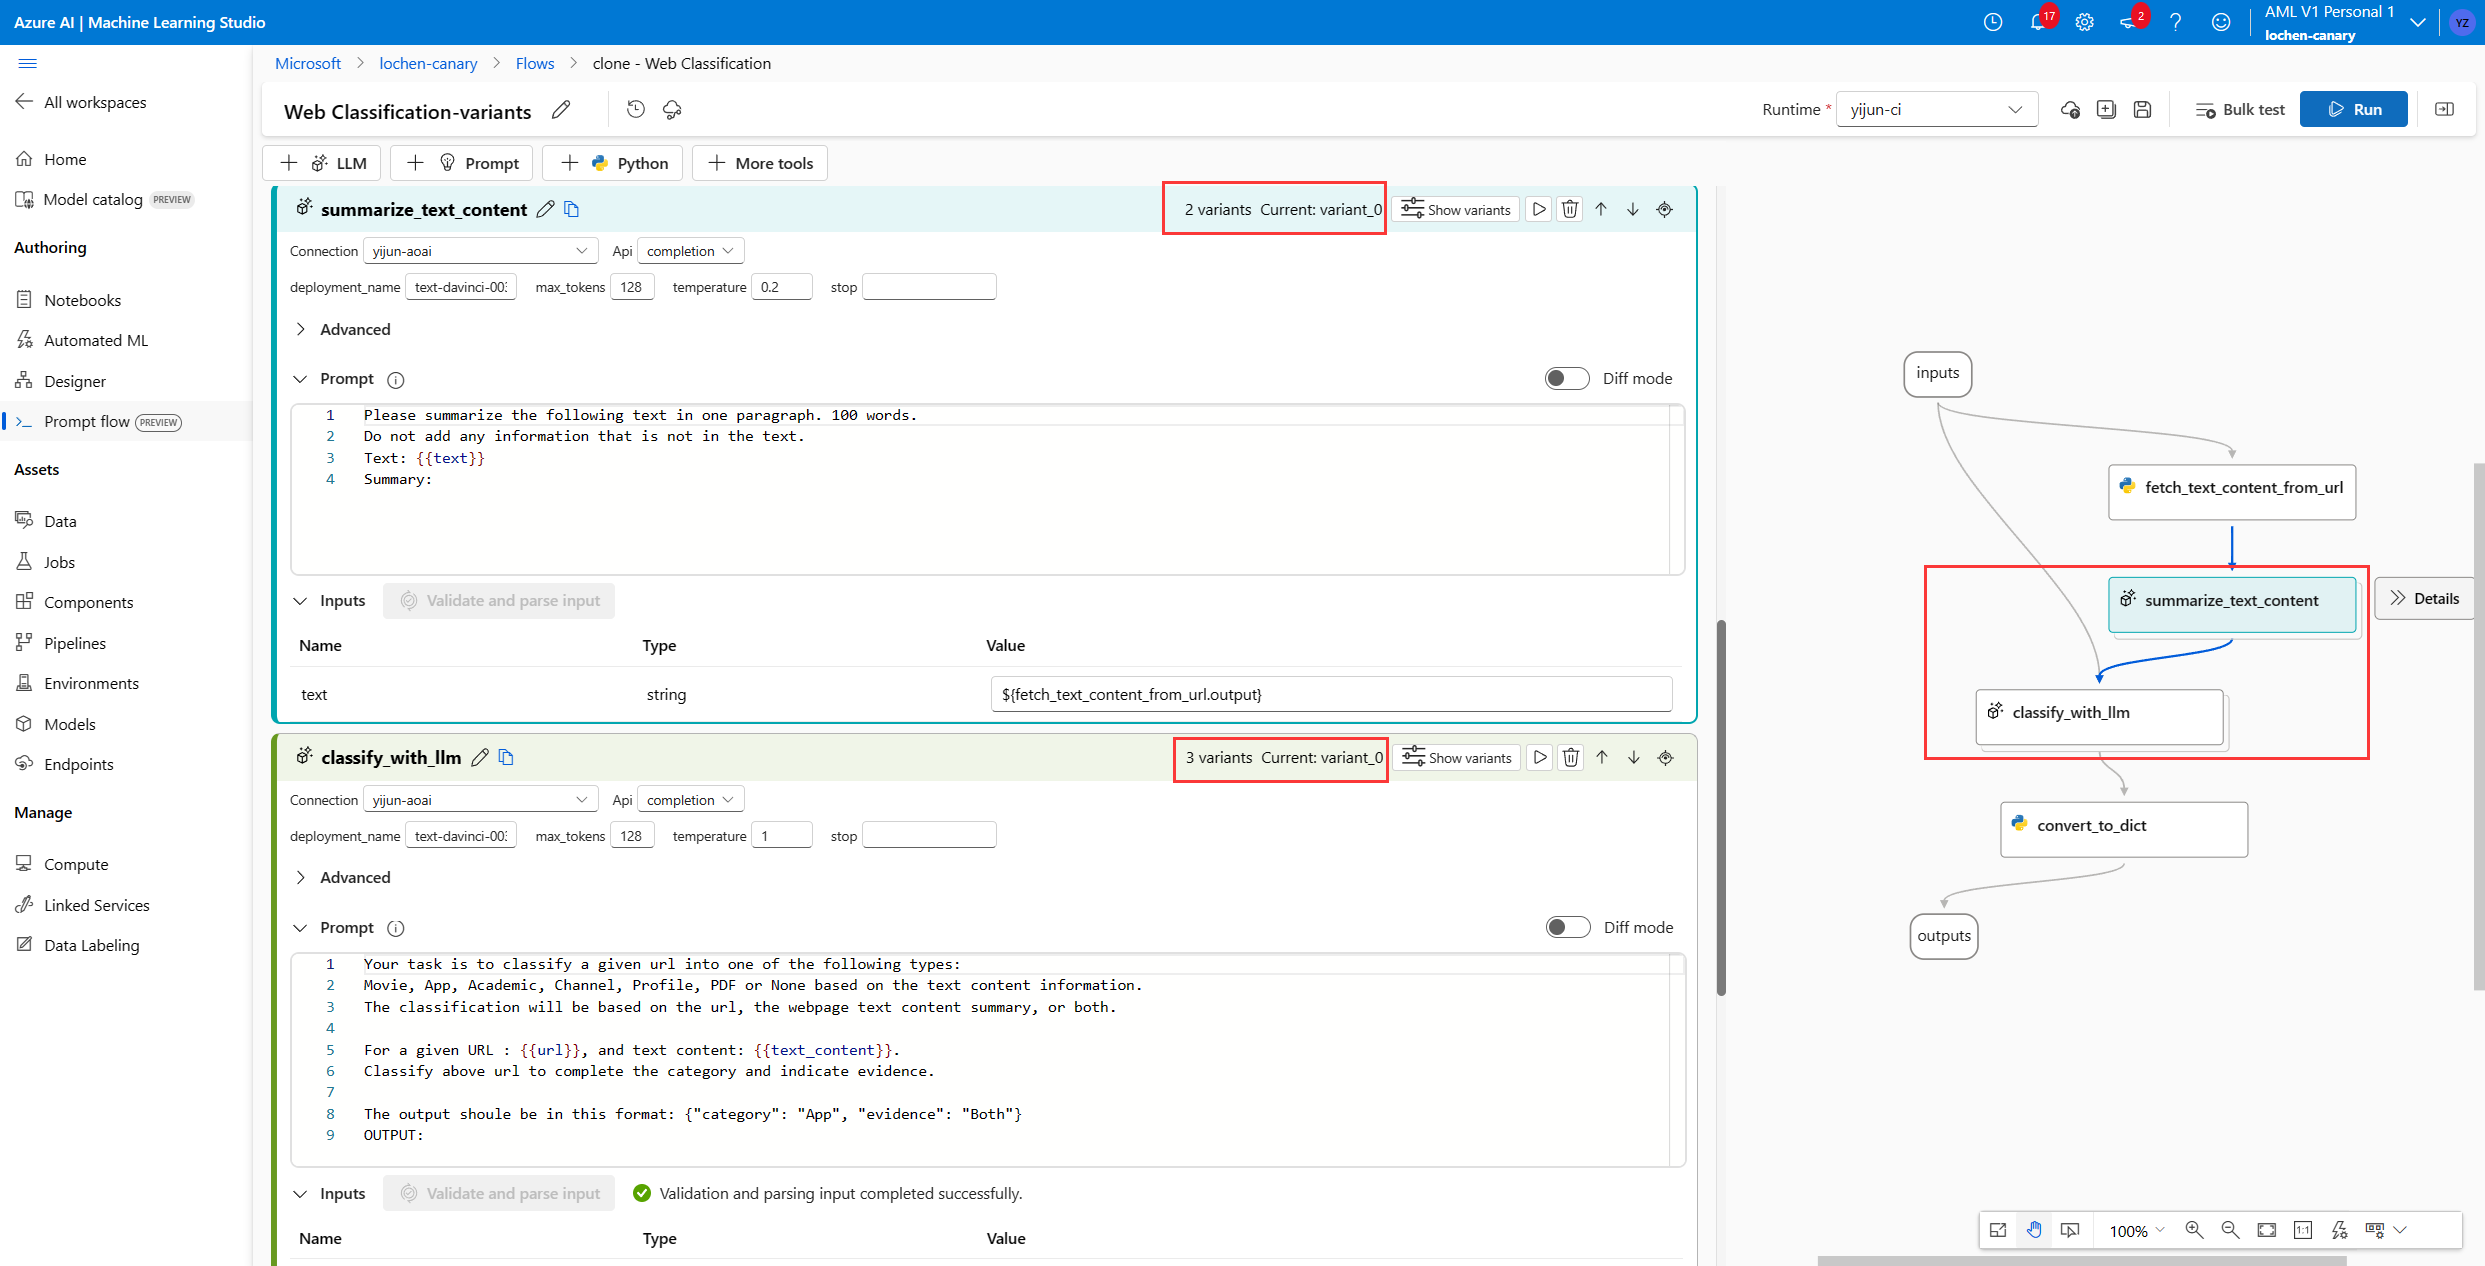 Azure AI | Machine Learning Studio
17
2
AML V1 Personal 1
lochen-canary
YZ
All workspaces
Home
Model catalog PREVIEW
Authoring
Notebooks
Automated ML
Designer
Prompt flow PREVIEW
Assets
Data
Jobs
Components
Pipelines
Environments
Models
Endpoints
Manage
Compute
Linked Services
Data Labeling
Microsoft > lochen-canary > Flows > clone - Web Classification
Web Classification-variants
Runtime * yijun-ci
Bulk test
Run
LLM
Prompt
Python
More tools
summarize_text_content
2 variants Current: variant_0
Show variants
Connection yijun-aoai Api completion
deployment_name text-davinci-003 max_tokens 128 temperature 0.2 stop
Advanced
Prompt
Diff mode
1 Please summarize the following text in one paragraph. 100 words.
2 Do not add any information that is not in the text.
3 Text: {{text}}
4 Summary:
Inputs Validate and parse input
Name Type Value
text string ${fetch_text_content_from_url.output}
classify_with_llm
3 variants Current: variant_0
Show variants
Connection yijun-aoai Api completion
deployment_name text-davinci-003 max_tokens 128 temperature 1 stop
Advanced
Prompt
Diff mode
1 Your task is to classify a given url into one of the following types:
2 Movie, App, Academic, Channel, Profile, PDF or None based on the text content information.
3 The classification will be based on the url, the webpage text content summary, or both.
4
5 For a given URL : {{url}}, and text content: {{text_content}}.
6 Classify above url to complete the category and indicate evidence.
7
8 The output shoule be in this format: {"category": "App", "evidence": "Both"}
9 OUTPUT:
Inputs Validate and parse input Validation and parsing input completed successfully.
Name Type Value
inputs
fetch_text_content_from_url
summarize_text_content
Details
classify_with_llm
convert_to_dict
outputs
100%
1:1